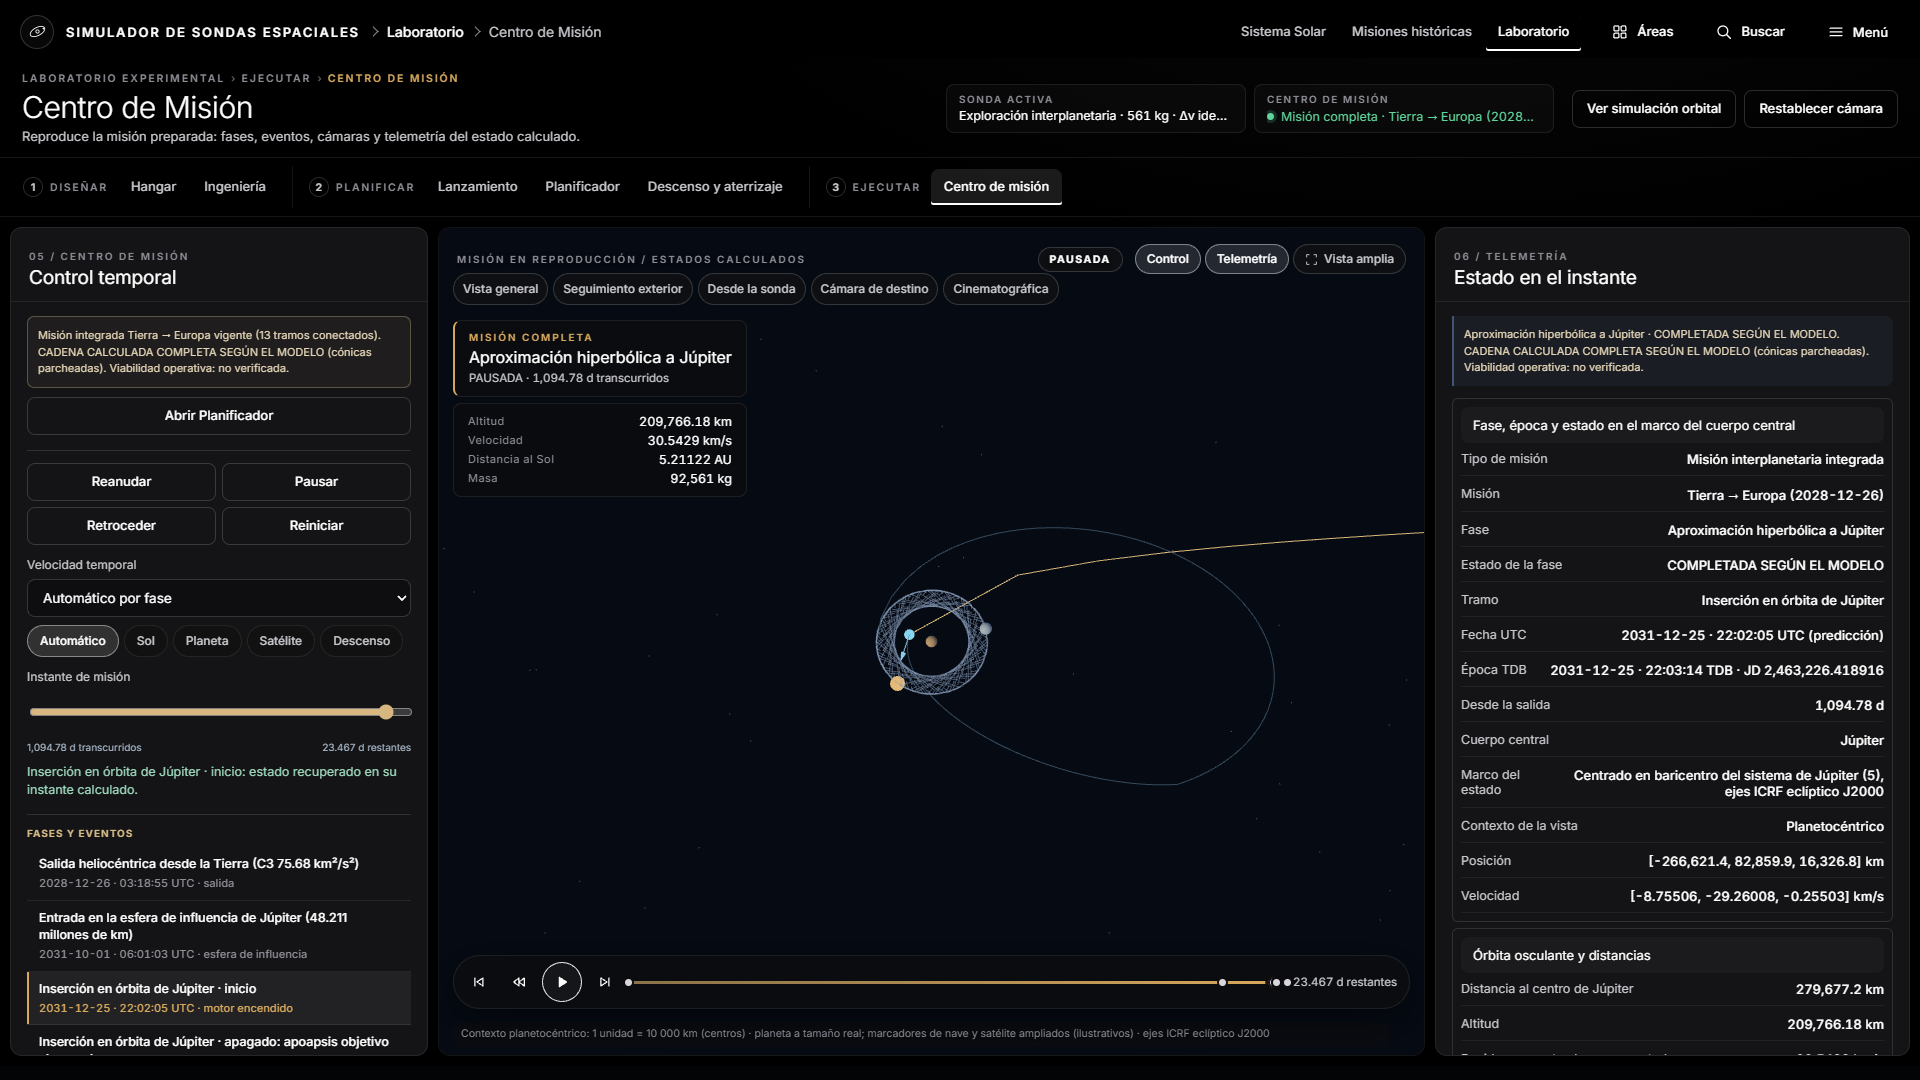 SIMULADOR DE SONDAS ESPACIALES > Laboratorio > Centro de Misión
Sistema Solar
Misiones históricas
Laboratorio
Áreas
Buscar
Menú
LABORATORIO EXPERIMENTAL › EJECUTAR › CENTRO DE MISIÓN
Centro de Misión
Reproduce la misión preparada: fases, eventos, cámaras y telemetría del estado calculado.
SONDA ACTIVA
Exploración interplanetaria · 561 kg · Δv ide...
CENTRO DE MISIÓN
Misión completa · Tierra → Europa (2028...
Ver simulación orbital
Restablecer cámara
1 DISEÑAR
Hangar
Ingeniería
2 PLANIFICAR
Lanzamiento
Planificador
Descenso y aterrizaje
3 EJECUTAR
Centro de misión
05 / CENTRO DE MISIÓN
Control temporal
Misión integrada Tierra → Europa vigente (13 tramos conectados).
CADENA CALCULADA COMPLETA SEGÚN EL MODELO (cónicas
parcheadas). Viabilidad operativa: no verificada.
Abrir Planificador
Reanudar
Pausar
Retroceder
Reiniciar
Velocidad temporal
Automático por fase
Automático
Sol
Planeta
Satélite
Descenso
Instante de misión
1,094.78 d transcurridos
23.467 d restantes
Inserción en órbita de Júpiter · inicio: estado recuperado en su
instante calculado.
FASES Y EVENTOS
Salida heliocéntrica desde la Tierra (C3 75.68 km²/s²)
2028-12-26 · 03:18:55 UTC · salida
Entrada en la esfera de influencia de Júpiter (48.211
millones de km)
2031-10-01 · 06:01:03 UTC · esfera de influencia
Inserción en órbita de Júpiter · inicio
2031-12-25 · 22:02:05 UTC · motor encendido
Inserción en órbita de Júpiter · apagado: apoapsis objetivo
MISIÓN EN REPRODUCCIÓN / ESTADOS CALCULADOS
PAUSADA
Control
Telemetría
Vista amplia
Vista general
Seguimiento exterior
Desde la sonda
Cámara de destino
Cinematográfica
MISIÓN COMPLETA
Aproximación hiperbólica a Júpiter
PAUSADA · 1,094.78 d transcurridos
Altitud 209,766.18 km
Velocidad 30.5429 km/s
Distancia al Sol 5.21122 AU
Masa 92,561 kg
23.467 d restantes
Contexto planetocéntrico: 1 unidad = 10 000 km (centros) · planeta a tamaño real; marcadores de nave y satélite ampliados (ilustrativos) · ejes ICRF eclíptico J2000
06 / TELEMETRÍA
Estado en el instante
Aproximación hiperbólica a Júpiter · COMPLETADA SEGÚN EL MODELO.
CADENA CALCULADA COMPLETA SEGÚN EL MODELO (cónicas parcheadas).
Viabilidad operativa: no verificada.
Fase, época y estado en el marco del cuerpo central
Tipo de misión Misión interplanetaria integrada
Misión Tierra → Europa (2028-12-26)
Fase Aproximación hiperbólica a Júpiter
Estado de la fase COMPLETADA SEGÚN EL MODELO
Tramo Inserción en órbita de Júpiter
Fecha UTC 2031-12-25 · 22:02:05 UTC (predicción)
Época TDB 2031-12-25 · 22:03:14 TDB · JD 2,463,226.418916
Desde la salida 1,094.78 d
Cuerpo central Júpiter
Marco del estado Centrado en baricentro del sistema de Júpiter (5), ejes ICRF eclíptico J2000
Contexto de la vista Planetocéntrico
Posición [-266,621.4, 82,859.9, 16,326.8] km
Velocidad [-8.75506, -29.26008, -0.25503] km/s
Órbita osculante y distancias
Distancia al centro de Júpiter 279,677.2 km
Altitud 209,766.18 km